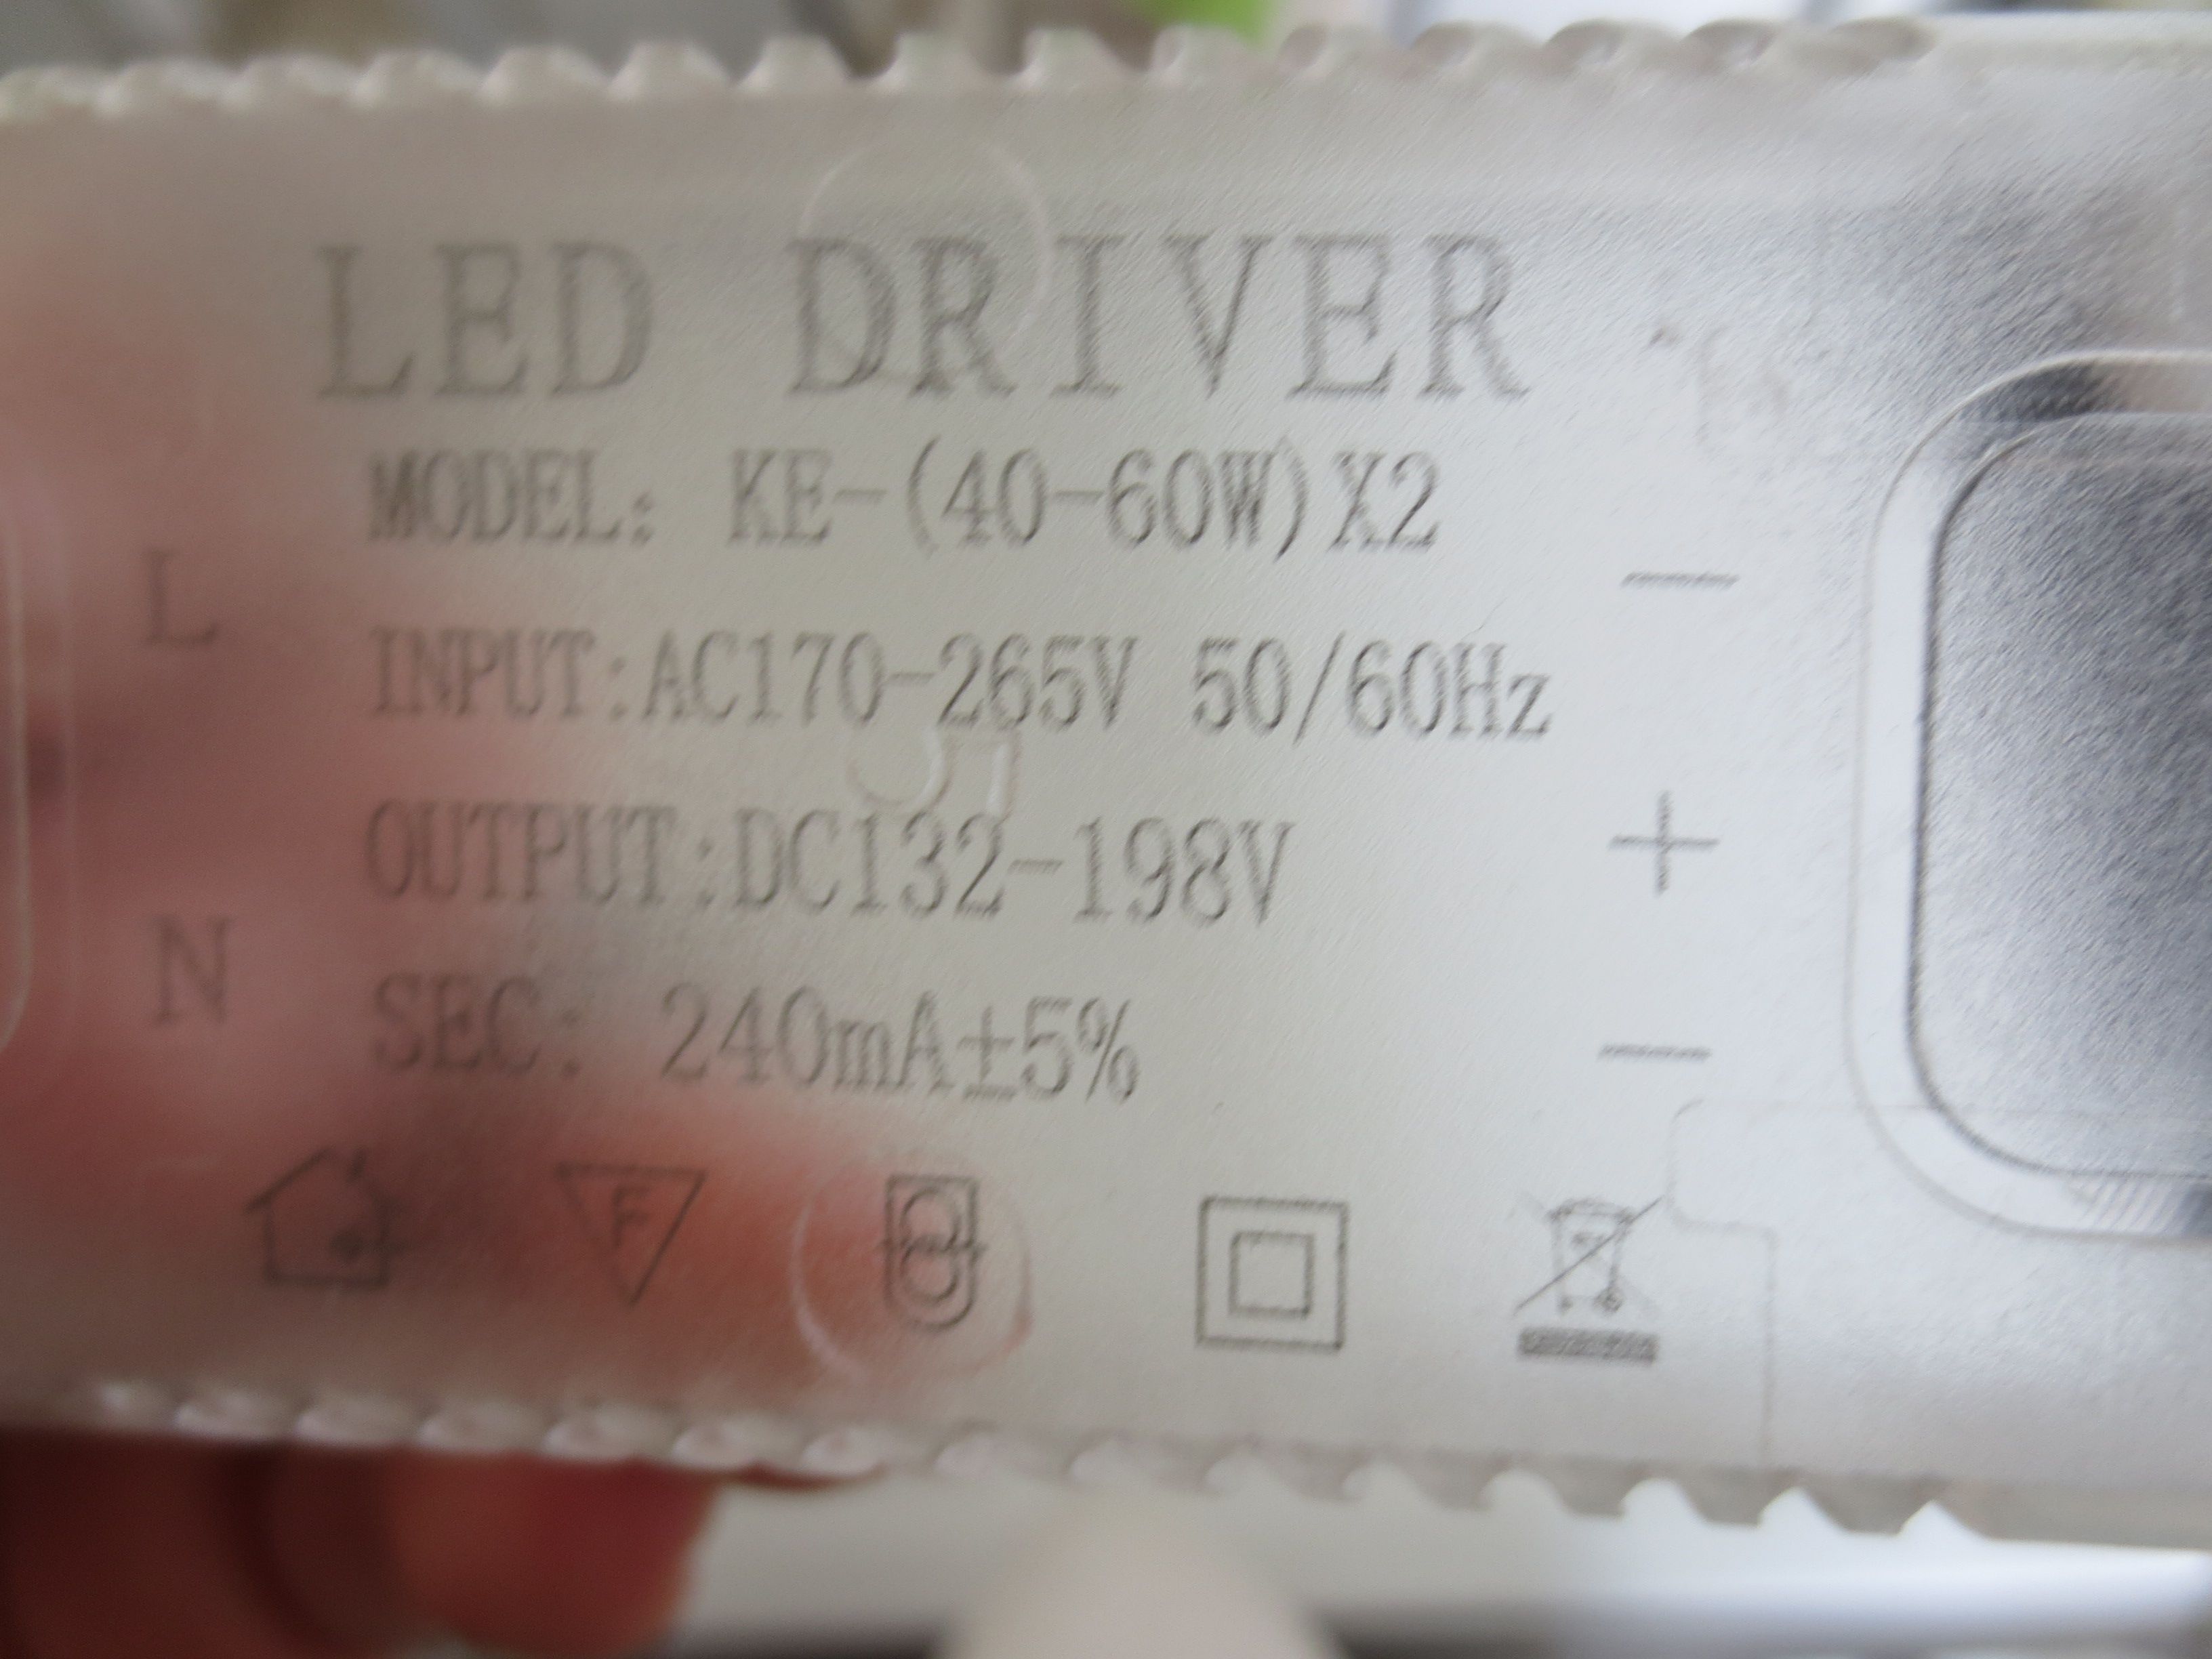 LED DRIVER
MODEL: KE-(40-60W)X2
INPUT:AC170-265V 50/60Hz
OUTPUT:DC132-198V
SEC: 240mA±5%
L
N
−
+
−
F